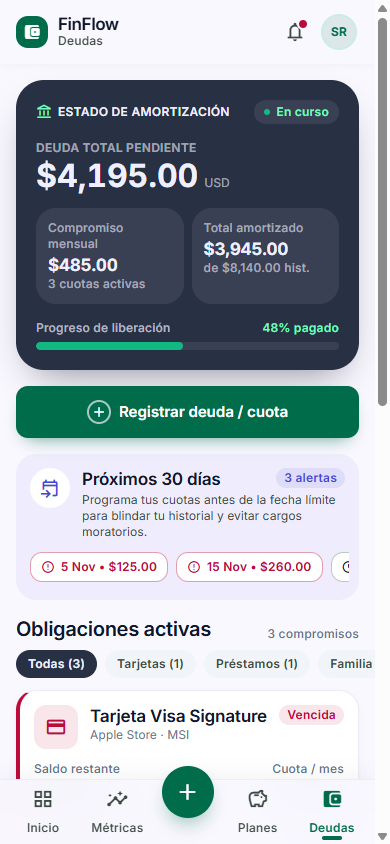 FinFlow
Deudas
SR
ESTADO DE AMORTIZACIÓN
En curso
DEUDA TOTAL PENDIENTE
$4,195.00 USD
Compromiso
mensual
$485.00
3 cuotas activas
Total amortizado
$3,945.00
de $8,140.00 hist.
Progreso de liberación
48% pagado
Registrar deuda / cuota
Próximos 30 días
3 alertas
Programa tus cuotas antes de la fecha límite
para blindar tu historial y evitar cargos
moratorios.
5 Nov • $125.00
15 Nov • $260.00
Obligaciones activas
3 compromisos
Todas (3)
Tarjetas (1)
Préstamos (1)
Familia
Tarjeta Visa Signature
Vencida
Apple Store · MSI
Saldo restante
Cuota / mes
Inicio
Métricas
Planes
Deudas